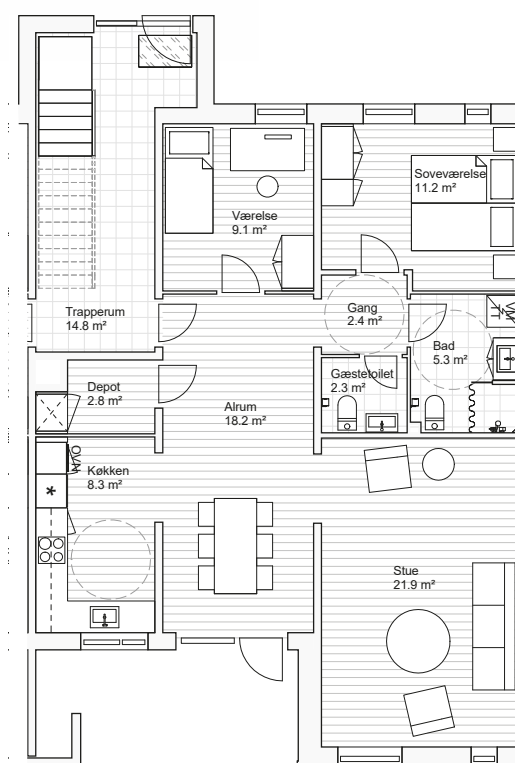 Soveværelse
11.2 m²
Værelse
9.1 m²
Trapperum
14.8 m²
Gang
2.4 m²
Bad
5.3 m²
Gæstetoilet
2.3 m²
Depot
2.8 m²
Alrum
18.2 m²
OVN
Køkken
8.3 m²
Stue
21.9 m²